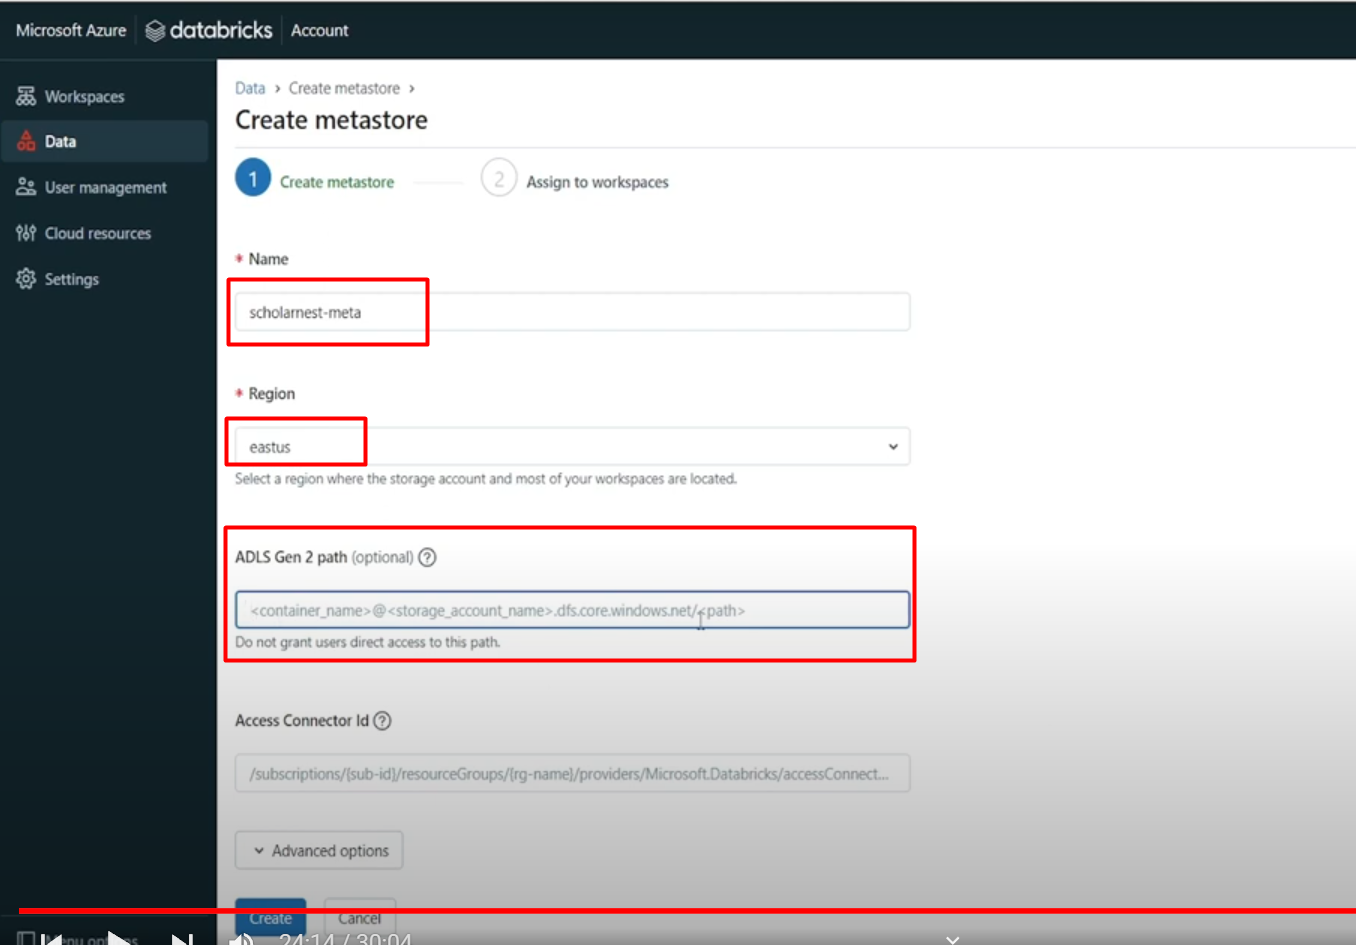 Microsoft Azure databricks Account
Workspaces
Data
User management
Cloud resources
Settings
Data > Create metastore >
Create metastore
1 Create metastore
2 Assign to workspaces
* Name
scholarnest-meta
* Region
eastus
Select a region where the storage account and most of your workspaces are located.
ADLS Gen 2 path (optional) ?
<container_name>@<storage_account_name>.dfs.core.windows.net/<path>
Do not grant users direct access to this path.
Access Connector Id ?
/subscriptions/{sub-id}/resourceGroups/{rg-name}/providers/Microsoft.Databricks/accessConnect...
Advanced options
Create Cancel
Menu options
24:14 / 30:04